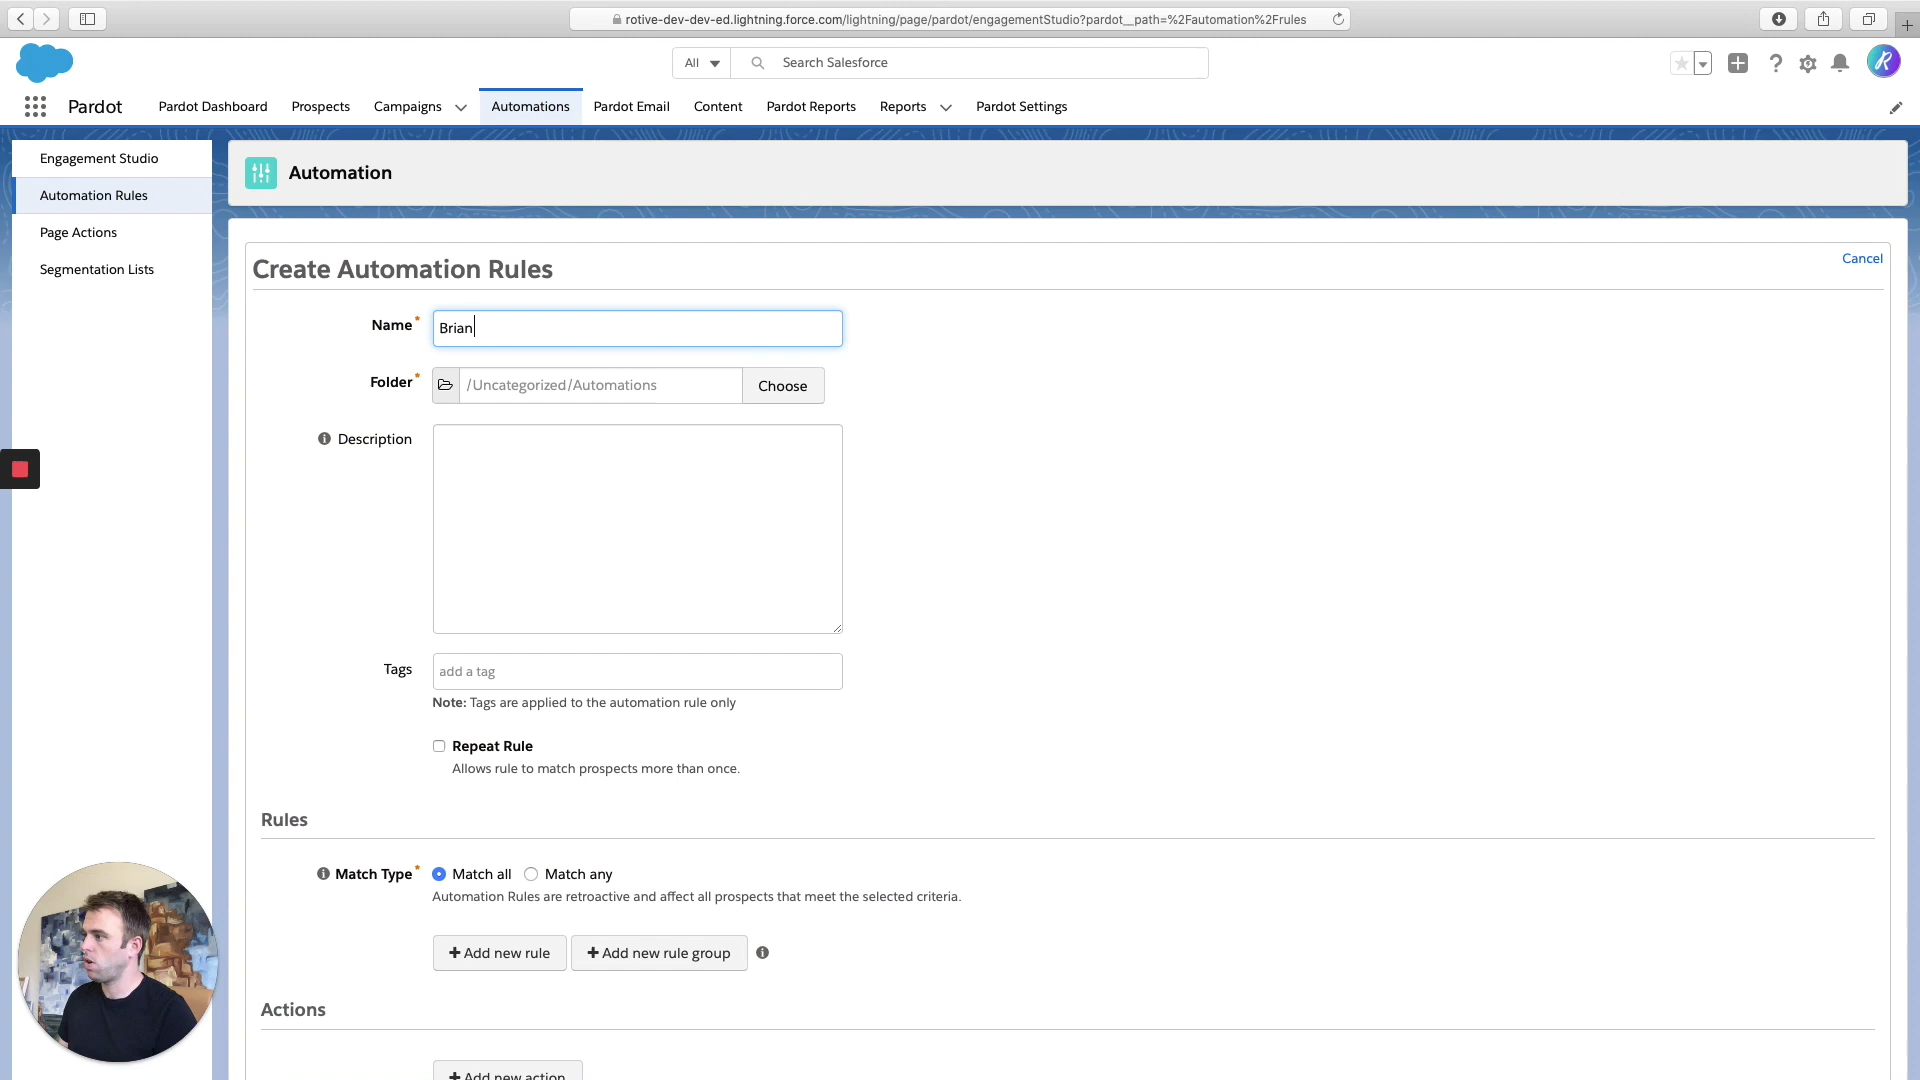 rotive-dev-dev-ed.lightning.force.com/lightning/page/pardot/engagementStudio?pardot__path=%2Fautomation%2Frules
All
Search Salesforce
Pardot
Pardot Dashboard
Prospects
Campaigns
Automations
Pardot Email
Content
Pardot Reports
Reports
Pardot Settings
Engagement Studio
Automation Rules
Page Actions
Segmentation Lists
Automation
Create Automation Rules
Cancel
Name*
Brian
Folder*
/Uncategorized/Automations
Choose
Description
Tags
add a tag
Note: Tags are applied to the automation rule only
Repeat Rule
Allows rule to match prospects more than once.
Rules
Match Type*
Match all
Match any
Automation Rules are retroactive and affect all prospects that meet the selected criteria.
+ Add new rule
+ Add new rule group
Actions
+ Add new action